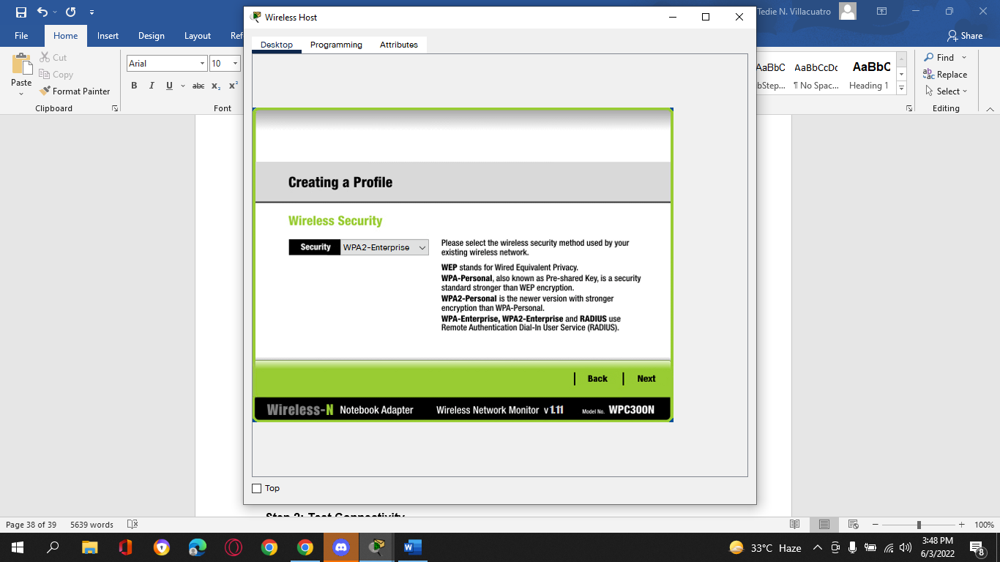 Tedie N. Villacuatro
Wireless Host
File
Home
Insert
Design
Layout
Ref
Share
Desktop
Programming
Attributes
Paste
Cut
Copy
Format Painter
Clipboard
Arial
10
B I U abc x₂ x²
Font
AaBbC AaBbCcDc AaBbC
bStep... ¶ No Spac... Heading 1
Find
Replace
Select
Editing
Creating a Profile
Wireless Security
Security WPA2-Enterprise
Please select the wireless security method used by your
existing wireless network.
WEP stands for Wired Equivalent Privacy.
WPA-Personal, also known as Pre-shared Key, is a security
standard stronger than WEP encryption.
WPA2-Personal is the newer version with stronger
encryption than WPA-Personal.
WPA-Enterprise, WPA2-Enterprise and RADIUS use
Remote Authentication Dial-In User Service (RADIUS).
Back Next
Wireless-N Notebook Adapter Wireless Network Monitor v 1.11 Model No. WPC300N
Top
Step 2: Test Connectivity
Page 38 of 39 5639 words
100%
33°C Haze
3:48 PM
6/3/2022
8